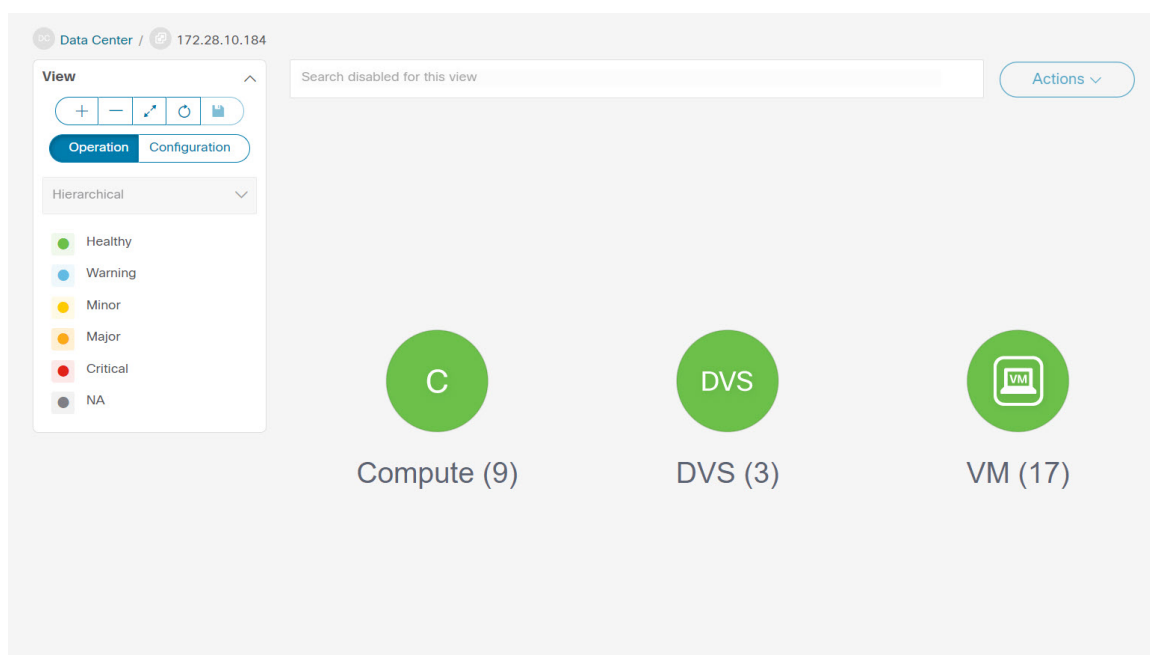 DC Data Center / 172.28.10.184
View
Search disabled for this view
Actions
Operation Configuration
Hierarchical
Healthy
Warning
Minor
Major
Critical
NA
C
DVS
VM
Compute (9)
DVS (3)
VM (17)